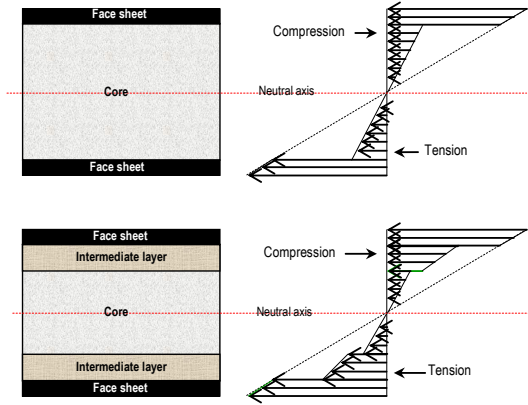 Face sheet
Compression
Core
Neutral axis
Tension
Face sheet
Face sheet
Intermediate layer
Compression
Core
Neutral axis
Intermediate layer
Tension
Face sheet